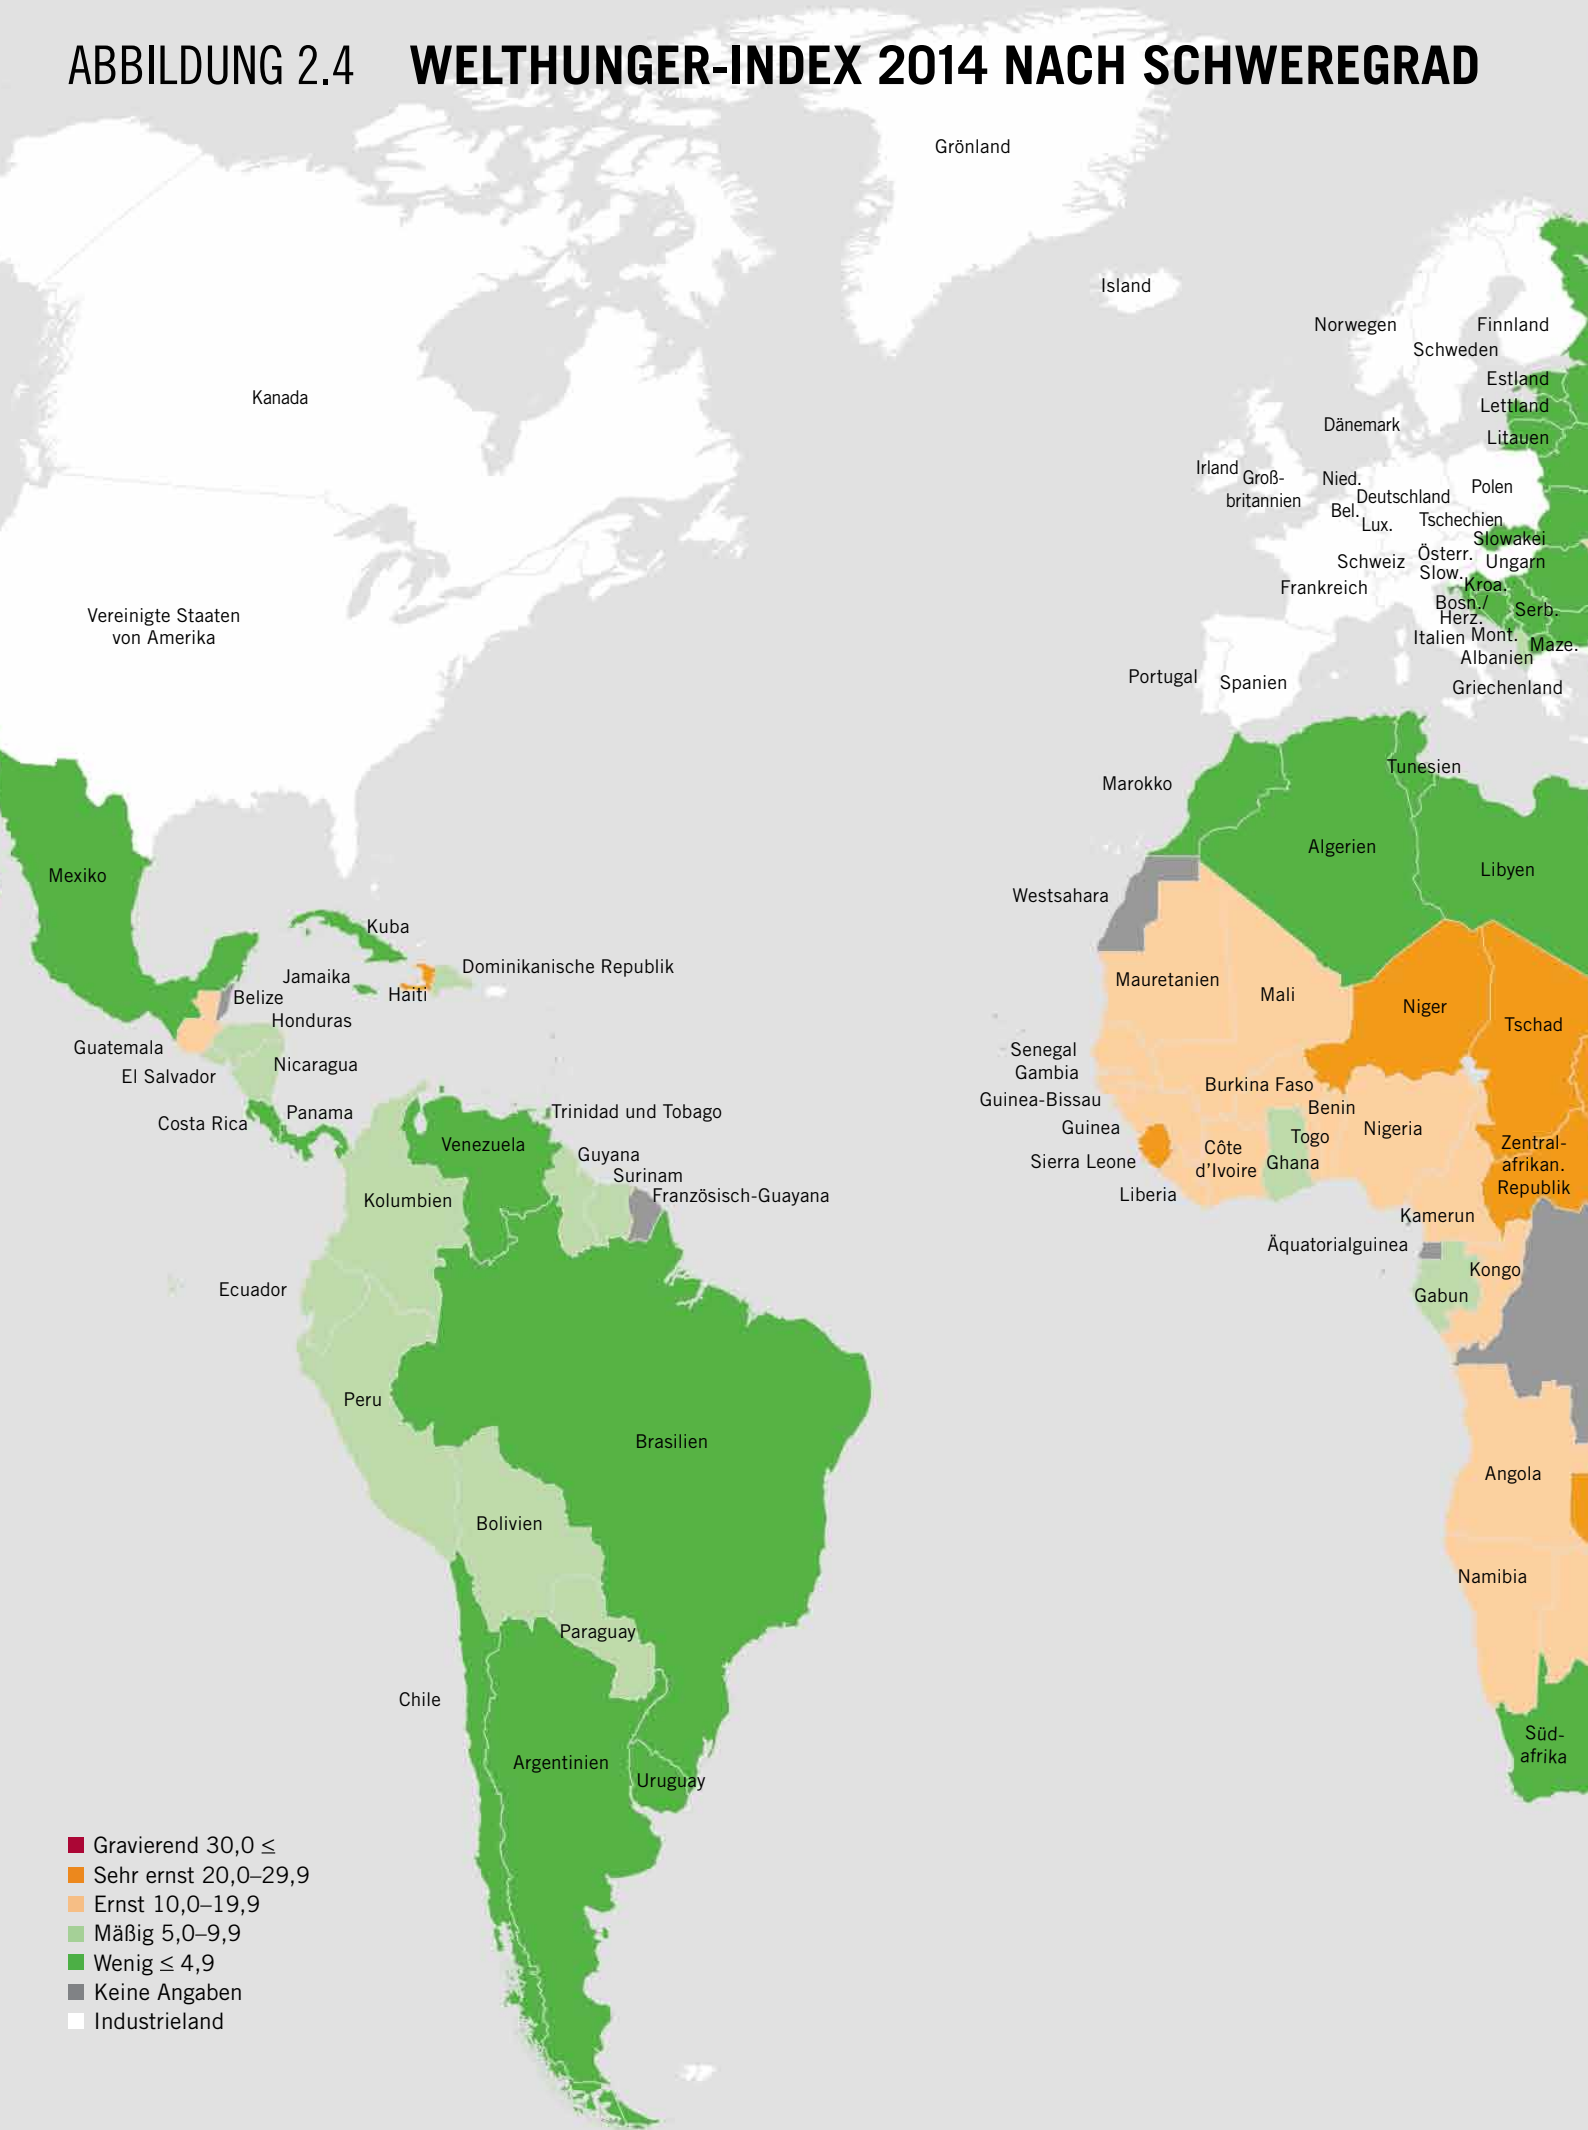 ABBILDUNG 2.4 WELTHUNGER-INDEX 2014 NACH SCHWEREGRAD
Grönland
Island
Norwegen
Finnland
Schweden
Estland
Lettland
Litauen
Dänemark
Kanada
Irland
Groß-
britannien
Nied.
Deutschland
Polen
Bel.
Lux.
Tschechien
Slowakei
Österr.
Schweiz
Ungarn
Slow.
Kroa.
Frankreich
Bosn./
Herz.
Serb.
Italien
Mont.
Maze.
Albanien
Portugal
Spanien
Griechenland
Vereinigte Staaten
von Amerika
Marokko
Tunesien
Algerien
Libyen
Mexiko
Westsahara
Kuba
Jamaika
Haiti
Dominikanische Republik
Belize
Honduras
Guatemala
El Salvador
Nicaragua
Costa Rica
Panama
Mauretanien
Mali
Niger
Tschad
Senegal
Gambia
Burkina Faso
Guinea-Bissau
Benin
Guinea
Togo
Nigeria
Sierra Leone
Côte
d'Ivoire
Ghana
Liberia
Zentral-
afrikan.
Republik
Kamerun
Äquatorialguinea
Kongo
Gabun
Trinidad und Tobago
Venezuela
Guyana
Surinam
Französisch-Guayana
Kolumbien
Ecuador
Peru
Brasilien
Bolivien
Paraguay
Chile
Argentinien
Uruguay
Angola
Namibia
Süd-
afrika
Gravierend 30,0 ≤
Sehr ernst 20,0–29,9
Ernst 10,0–19,9
Mäßig 5,0–9,9
Wenig ≤ 4,9
Keine Angaben
Industrieland